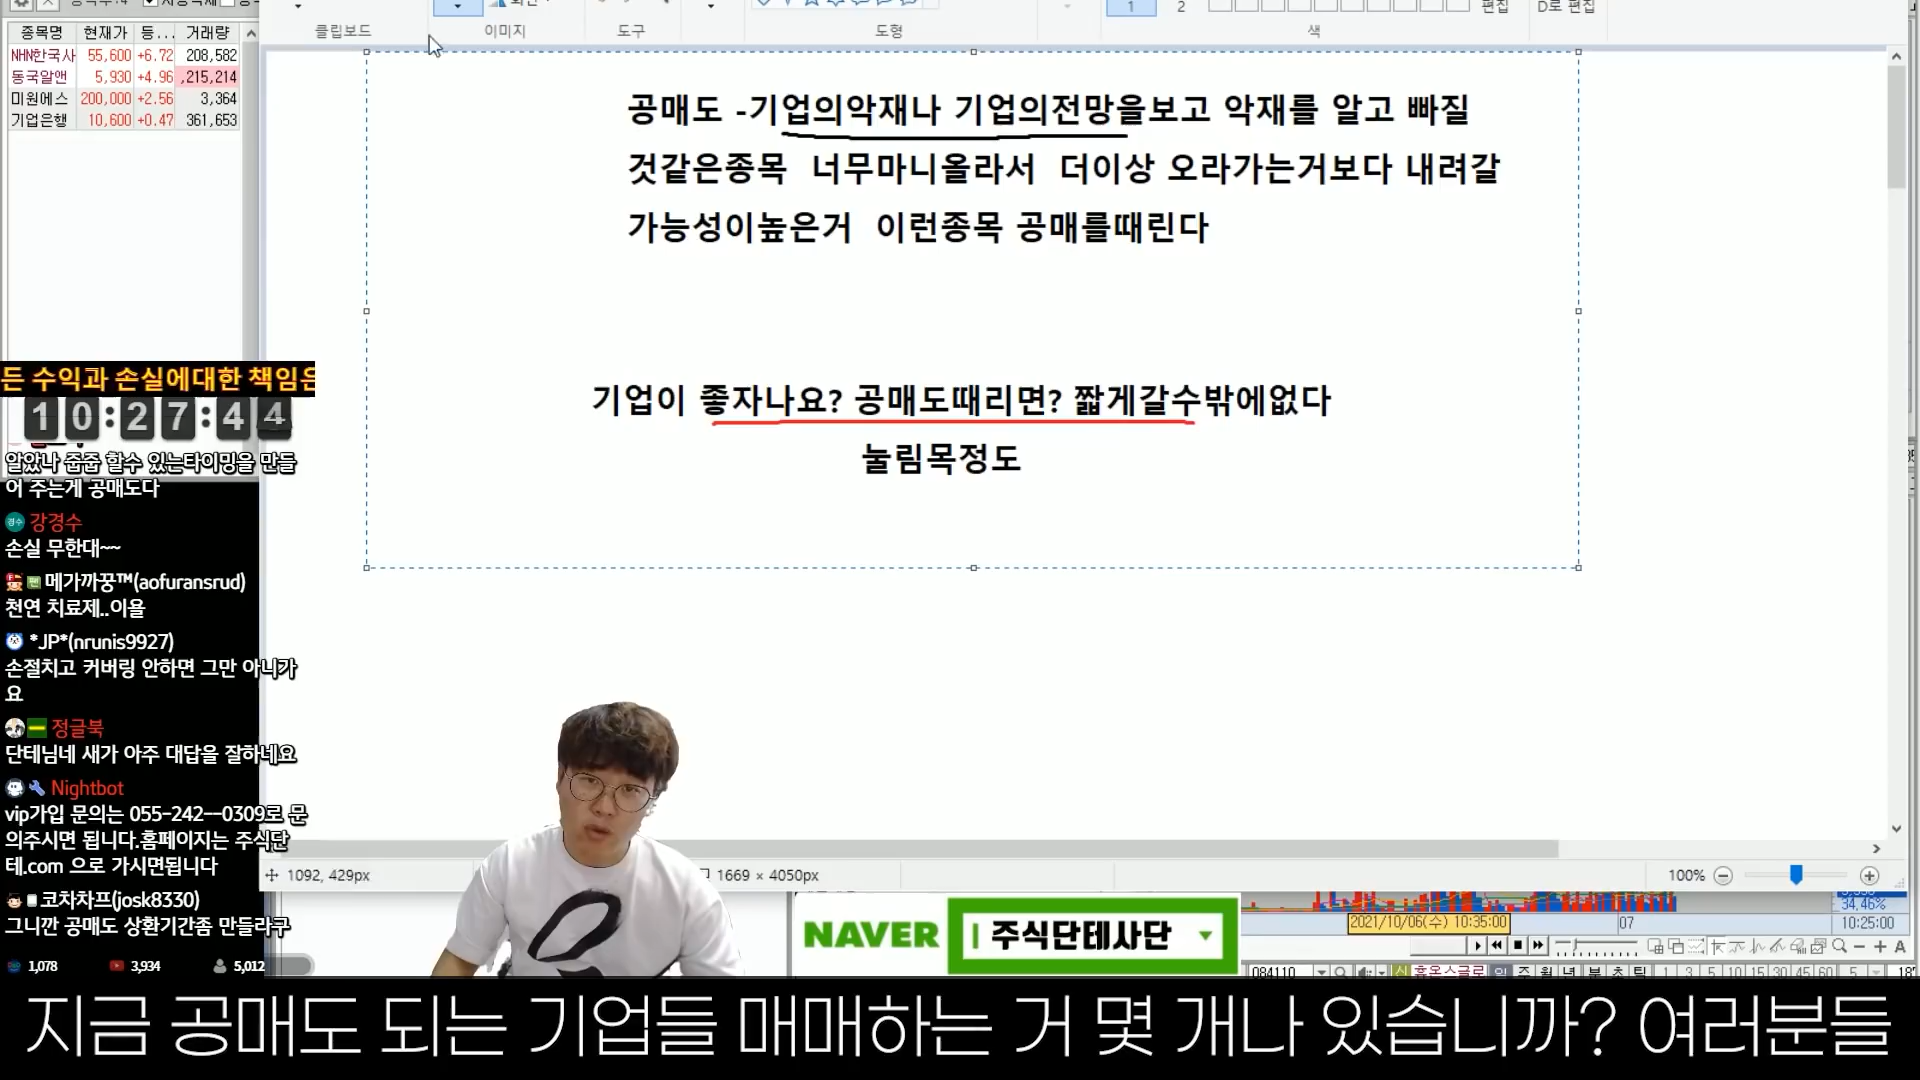 종목명 현재가 등... 거래량
NHN한국사 55,600 +6.72 208,582
동국알앤 5,930 +4.96 ,215,214
미원에스 200,000 +2.56 3,364
기업은행 10,600 +0.47 361,653
클립보드 이미지 도구 도형 색
1 2 편집
공매도 -기업의악재나 기업의전망을보고 악재를 알고 빠질
것같은종목 너무마니올라서 더이상 오라가는거보다 내려갈
가능성이높은거 이런종목 공매를때린다
기업이 좋자나요? 공매도때리면? 짧게갈수밖에없다
눌림목정도
든 수익과 손실에대한 책임은
10:27:44
알았나 줍줍 할수 있는타이밍을 만들
어 주는게 공매도다
강경수
손실 무한대~~
메가까꿍™(aofuransrud)
천연 치료제..이욜
*JP*(nrunis9927)
손절치고 커버링 안하면 그만 아니가
요
정글북
단테님네 새가 아주 대답을 잘하네요
Nightbot
vip가입 문의는 055-242--0309로 문
의주시면 됩니다.홈페이지는 주식단
테.com 으로 가시면됩니다
코차차프(josk8330)
그니깐 공매도 상환기간좀 만들라구
1,078 3,934 5,012
1092, 429px
1669 × 4050px
100%
NAVER 주식단테사단
34,46%
2021/10/06(수) 10:35:00 07 10:25:00
084110 휴온스글로
지금 공매도 되는 기업들 매매하는 거 몇 개나 있습니까? 여러분들